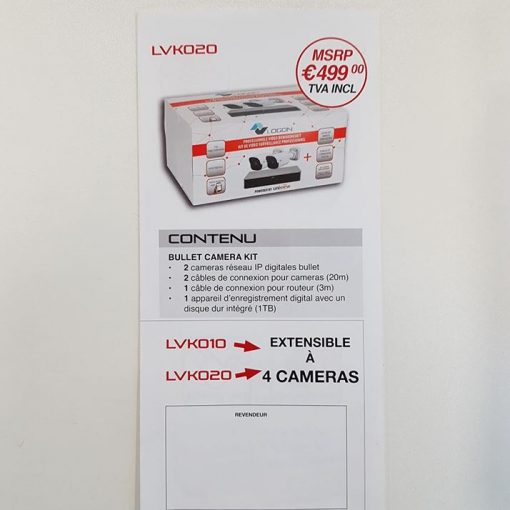 LVK020
MSRP
€499 00
TVA INCL
LOGON
CONTENU
BULLET CAMERA KIT
• 2 cameras réseau IP digitales bullet
• 2 câbles de connexion pour cameras (20m)
• 1 câble de connexion pour routeur (3m)
• 1 appareil d'enregistrement digital avec un
disque dur intégré (1TB)
LVK010
EXTENSIBLE
À
LVK020
4 CAMERAS
REVENDEUR